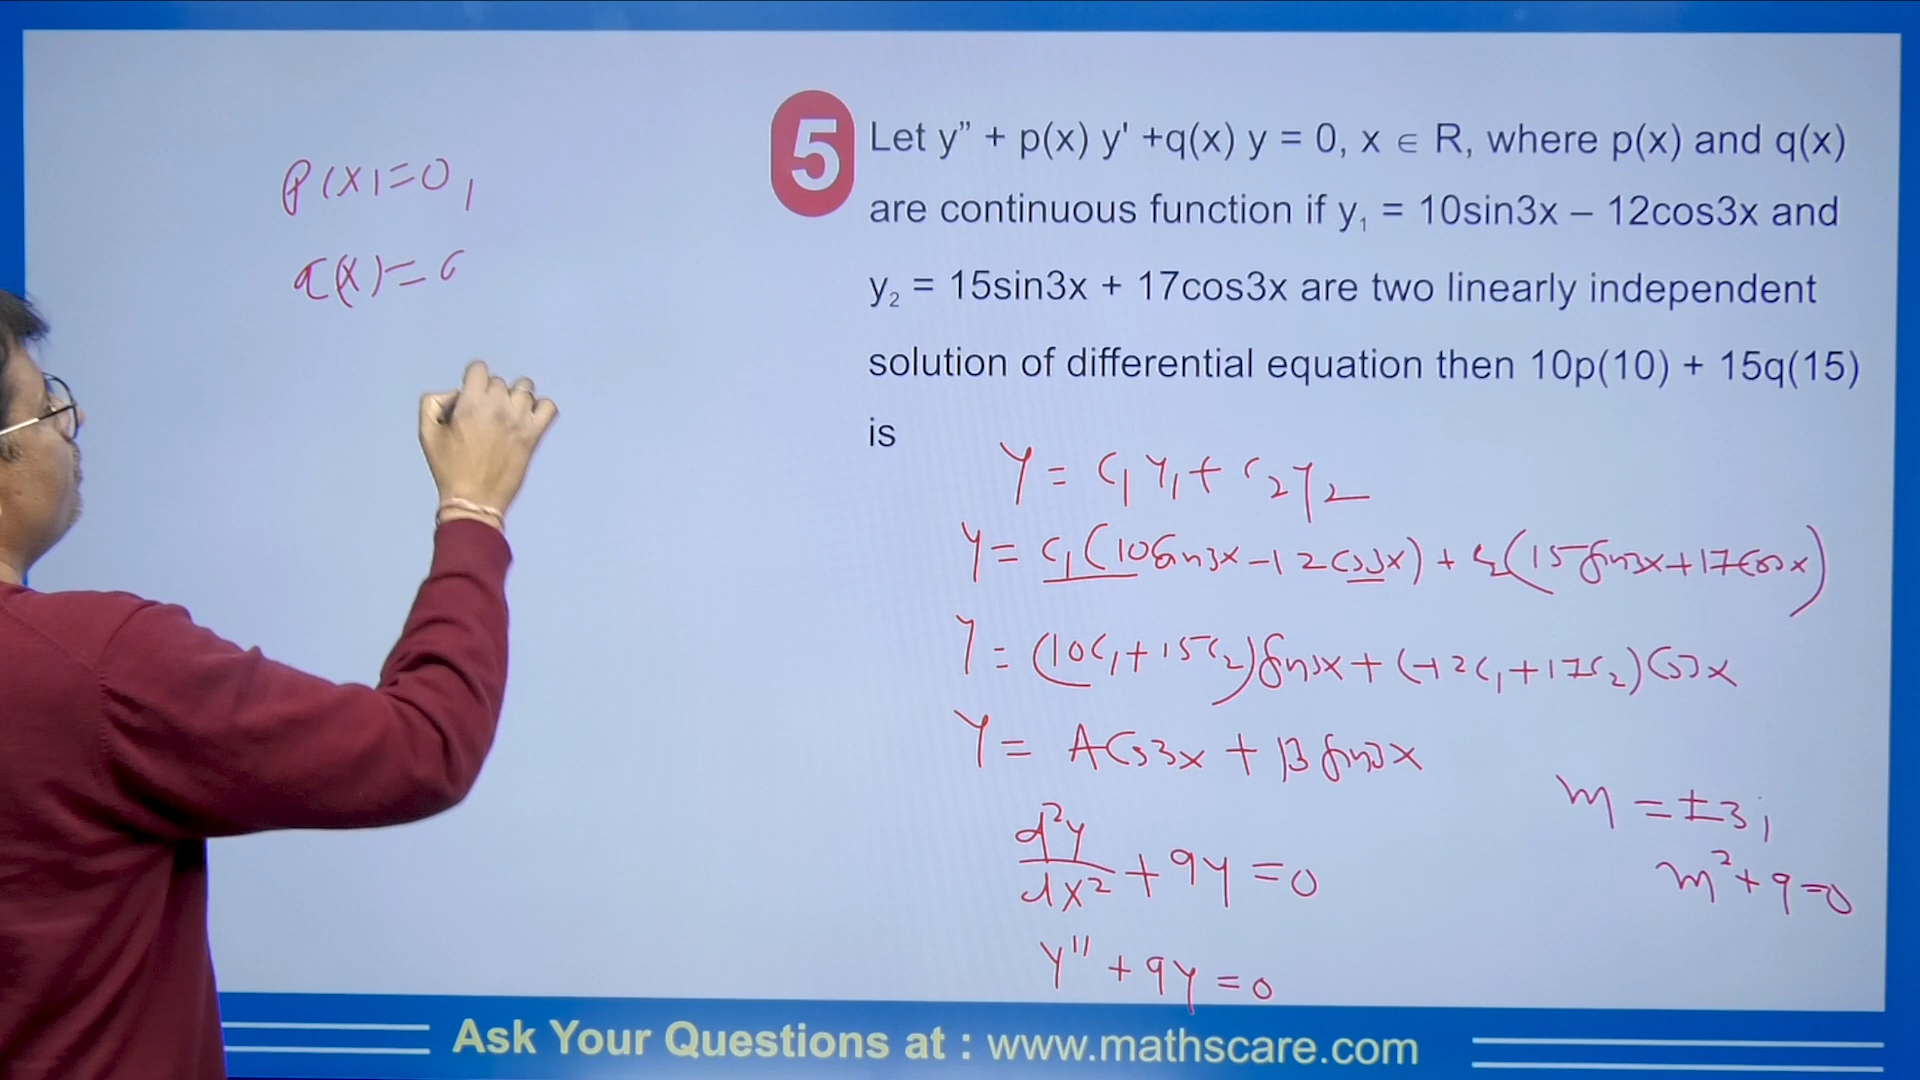 5
Let y” + p(x) y' +q(x) y = 0, x ∈ R, where p(x) and q(x)
are continuous function if y₁ = 10sin3x – 12cos3x and
y₂ = 15sin3x + 17cos3x are two linearly independent
solution of differential equation then 10p(10) + 15q(15)
is
P(x)=0,
q(x)=
Y = C₁Y₁ + C₂Y₂
Y = C₁(10Sin3x-12Cos3x) + C₂(15Sin3x+17Cos x)
Y = (10C₁+15C₂)Sin3x + (-12C₁+17C₂)Cos3x
Y = ACos3x + BSin3x
d²y/dx² + 9y = 0
y'' + 9y = 0
m = ±3i
m² + 9 = 0
Ask Your Questions at : www.mathscare.com